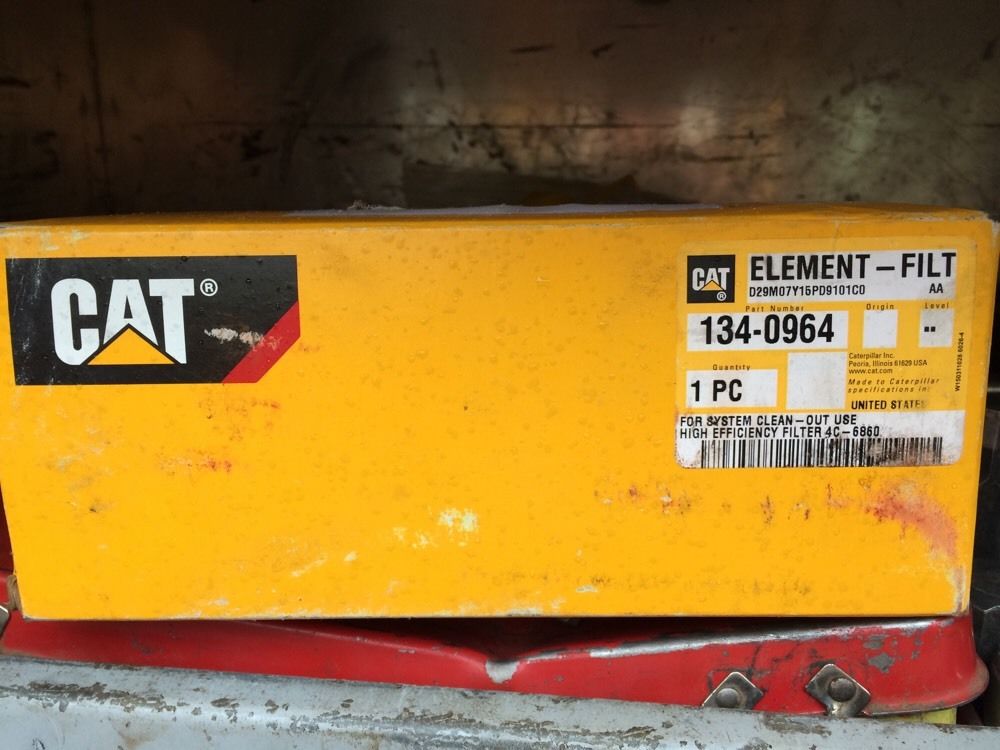 CAT®
CAT®
ELEMENT-FILT
D29M07Y15PD9101C0 AA
Part Number Origin Level
134-0964 --
Quantity
1 PC
Caterpillar Inc.
Peoria, Illinois 61629 USA
www.cat.com
Made to Caterpillar
specifications in:
UNITED STATES
FOR SYSTEM CLEAN-OUT USE
HIGH EFFICIENCY FILTER 4C-6860